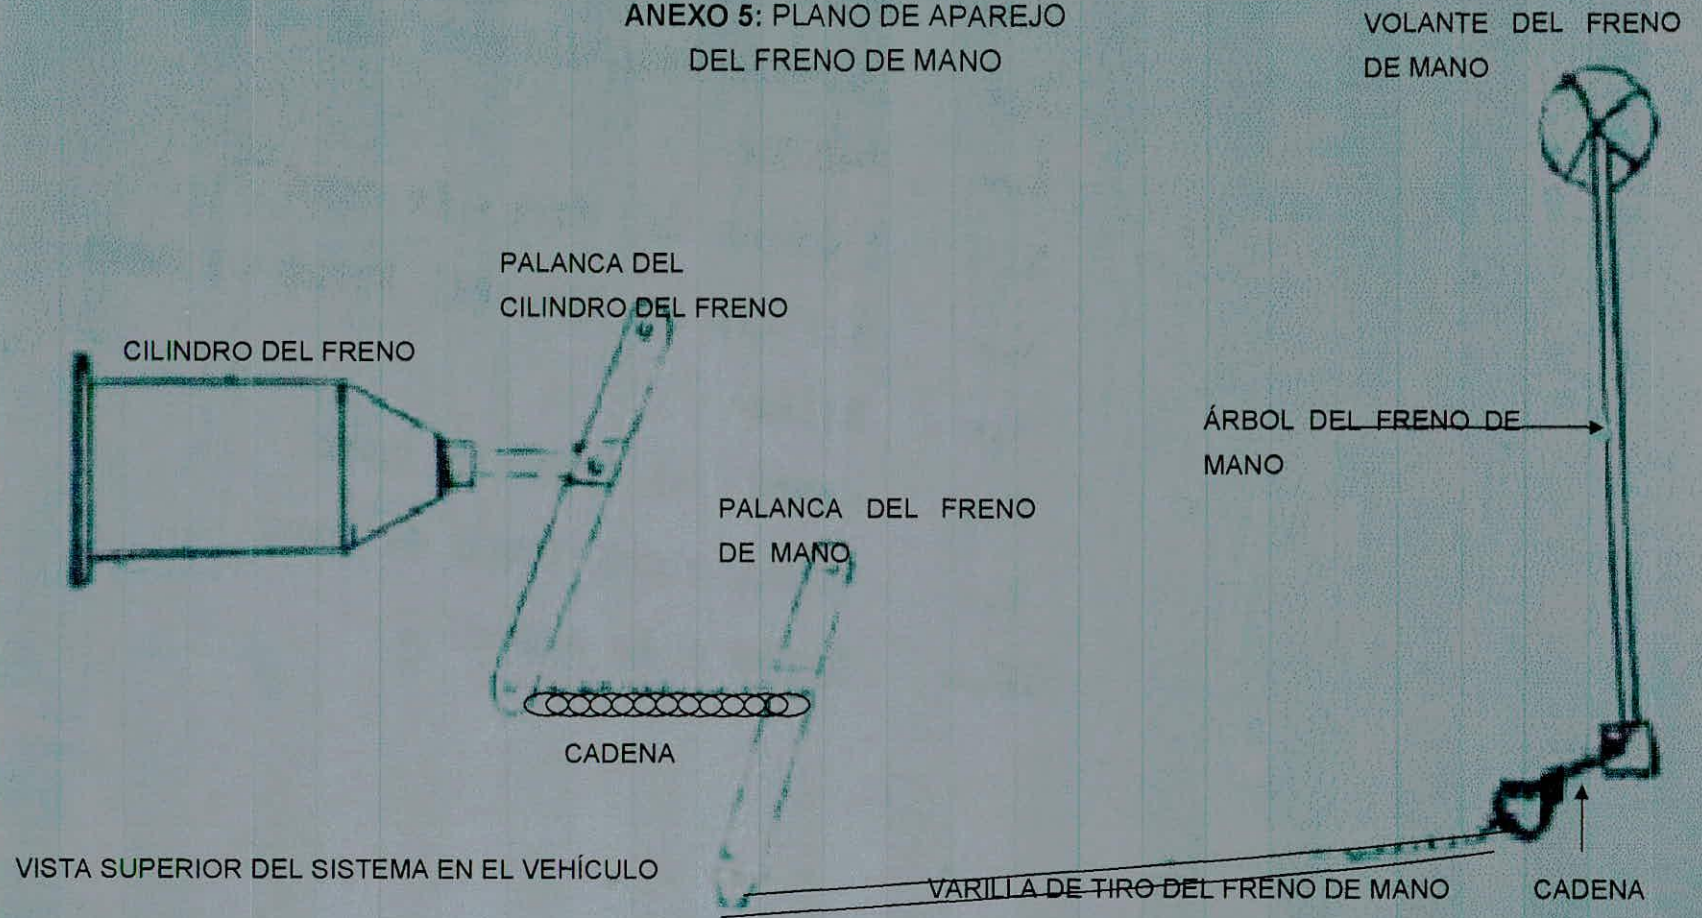 ANEXO 5: PLANO DE APAREJO
DEL FRENO DE MANO
VOLANTE DEL FRENO
DE MANO
PALANCA DEL
CILINDRO DEL FRENO
CILINDRO DEL FRENO
ÁRBOL DEL FRENO DE
MANO
PALANCA DEL FRENO
DE MANO
CADENA
VISTA SUPERIOR DEL SISTEMA EN EL VEHÍCULO
VARILLA DE TIRO DEL FRENO DE MANO
CADENA